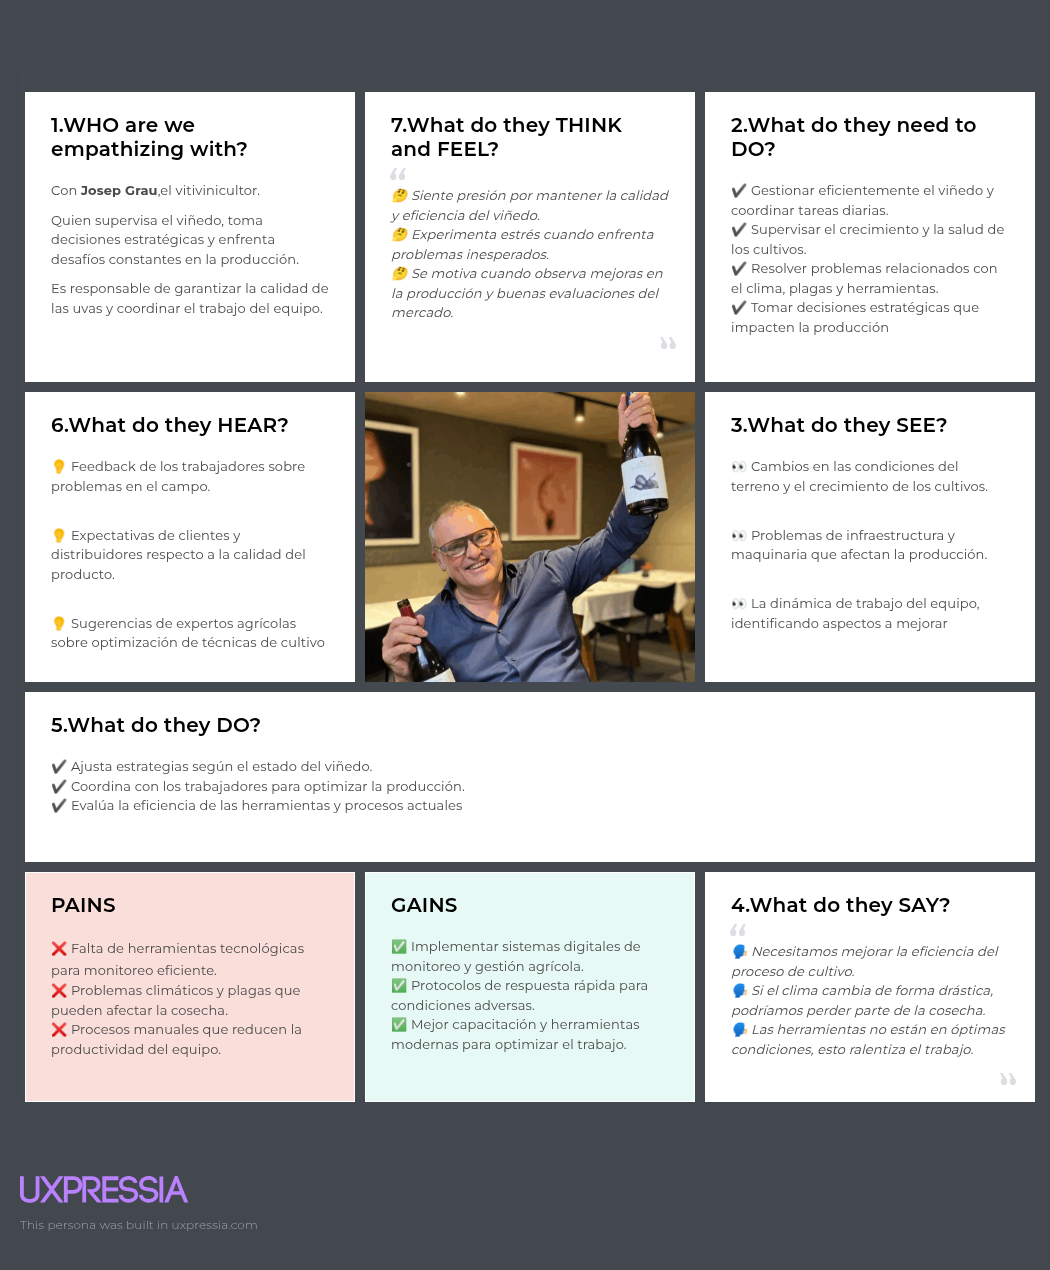 1.WHO are we
empathizing with?
Con Josep Grau,el vitivinicultor.
Quien supervisa el viñedo, toma
decisiones estratégicas y enfrenta
desafíos constantes en la producción.
Es responsable de garantizar la calidad de
las uvas y coordinar el trabajo del equipo.
7.What do they THINK
and FEEL?
“
🤔 Siente presión por mantener la calidad
y eficiencia del viñedo.
🤔 Experimenta estrés cuando enfrenta
problemas inesperados.
🤔 Se motiva cuando observa mejoras en
la producción y buenas evaluaciones del
mercado.
”
2.What do they need to
DO?
✔️ Gestionar eficientemente el viñedo y
coordinar tareas diarias.
✔️ Supervisar el crecimiento y la salud de
los cultivos.
✔️ Resolver problemas relacionados con
el clima, plagas y herramientas.
✔️ Tomar decisiones estratégicas que
impacten la producción
6.What do they HEAR?
👂 Feedback de los trabajadores sobre
problemas en el campo.
👂 Expectativas de clientes y
distribuidores respecto a la calidad del
producto.
👂 Sugerencias de expertos agrícolas
sobre optimización de técnicas de cultivo
3.What do they SEE?
👀 Cambios en las condiciones del
terreno y el crecimiento de los cultivos.
👀 Problemas de infraestructura y
maquinaria que afectan la producción.
👀 La dinámica de trabajo del equipo,
identificando aspectos a mejorar
5.What do they DO?
✔️ Ajusta estrategias según el estado del viñedo.
✔️ Coordina con los trabajadores para optimizar la producción.
✔️ Evalúa la eficiencia de las herramientas y procesos actuales
PAINS
❌ Falta de herramientas tecnológicas
para monitoreo eficiente.
❌ Problemas climáticos y plagas que
pueden afectar la cosecha.
❌ Procesos manuales que reducen la
productividad del equipo.
GAINS
✅ Implementar sistemas digitales de
monitoreo y gestión agrícola.
✅ Protocolos de respuesta rápida para
condiciones adversas.
✅ Mejor capacitación y herramientas
modernas para optimizar el trabajo.
4.What do they SAY?
“
🗣️ Necesitamos mejorar la eficiencia del
proceso de cultivo.
🗣️ Si el clima cambia de forma drástica,
podríamos perder parte de la cosecha.
🗣️ Las herramientas no están en óptimas
condiciones, esto ralentiza el trabajo.
”
UXPRESSIA
This persona was built in uxpressia.com